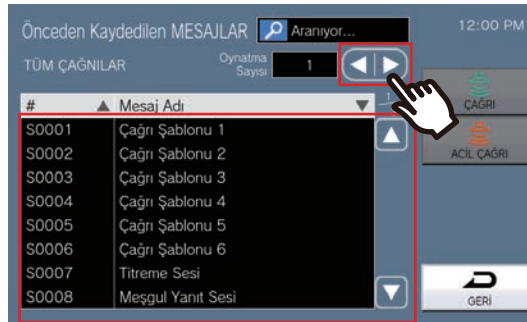 Önceden Kaydedilen MESAJLAR Aranıyor... 12:00 PM
TÜM ÇAĞNILAR Oynatma Sayısı 1
# Mesaj Adı
ÇAĞRI
S0001 Çağrı Şablonu 1
S0002 Çağrı Şablonu 2
ACİL ÇAĞRI
S0003 Çağrı Şablonu 3
S0004 Çağrı Şablonu 4
S0005 Çağrı Şablonu 5
S0006 Çağrı Şablonu 6
S0007 Titreme Sesi
S0008 Meşgul Yanıt Sesi
GERİ